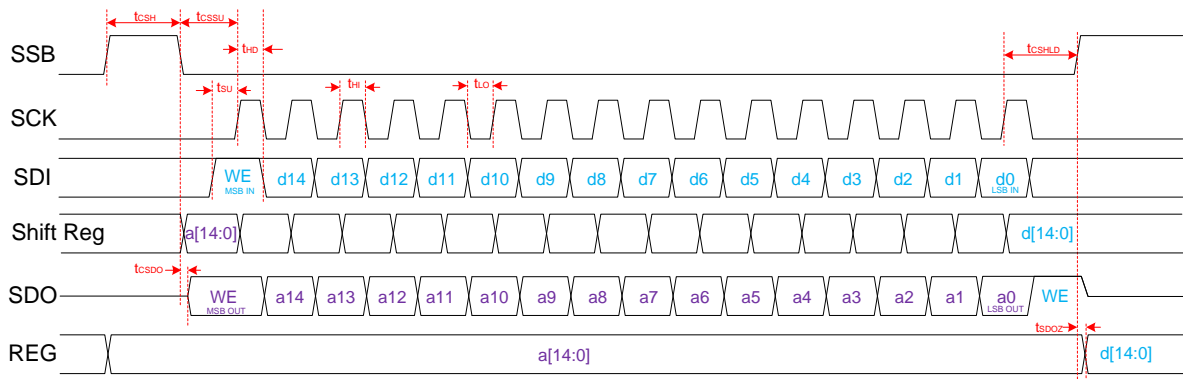 tCSH tCSSU
SSB tHD tCSHLD
tSU tHI tLO
SCK
SDI WE d14 d13 d12 d11 d10 d9 d8 d7 d6 d5 d4 d3 d2 d1 d0
MSB IN LSB IN
Shift Reg a[14:0] d[14:0]
tCSDO
SDO WE a14 a13 a12 a11 a10 a9 a8 a7 a6 a5 a4 a3 a2 a1 a0 WE
MSB OUT LSB OUT
tSDOZ
REG a[14:0] d[14:0]